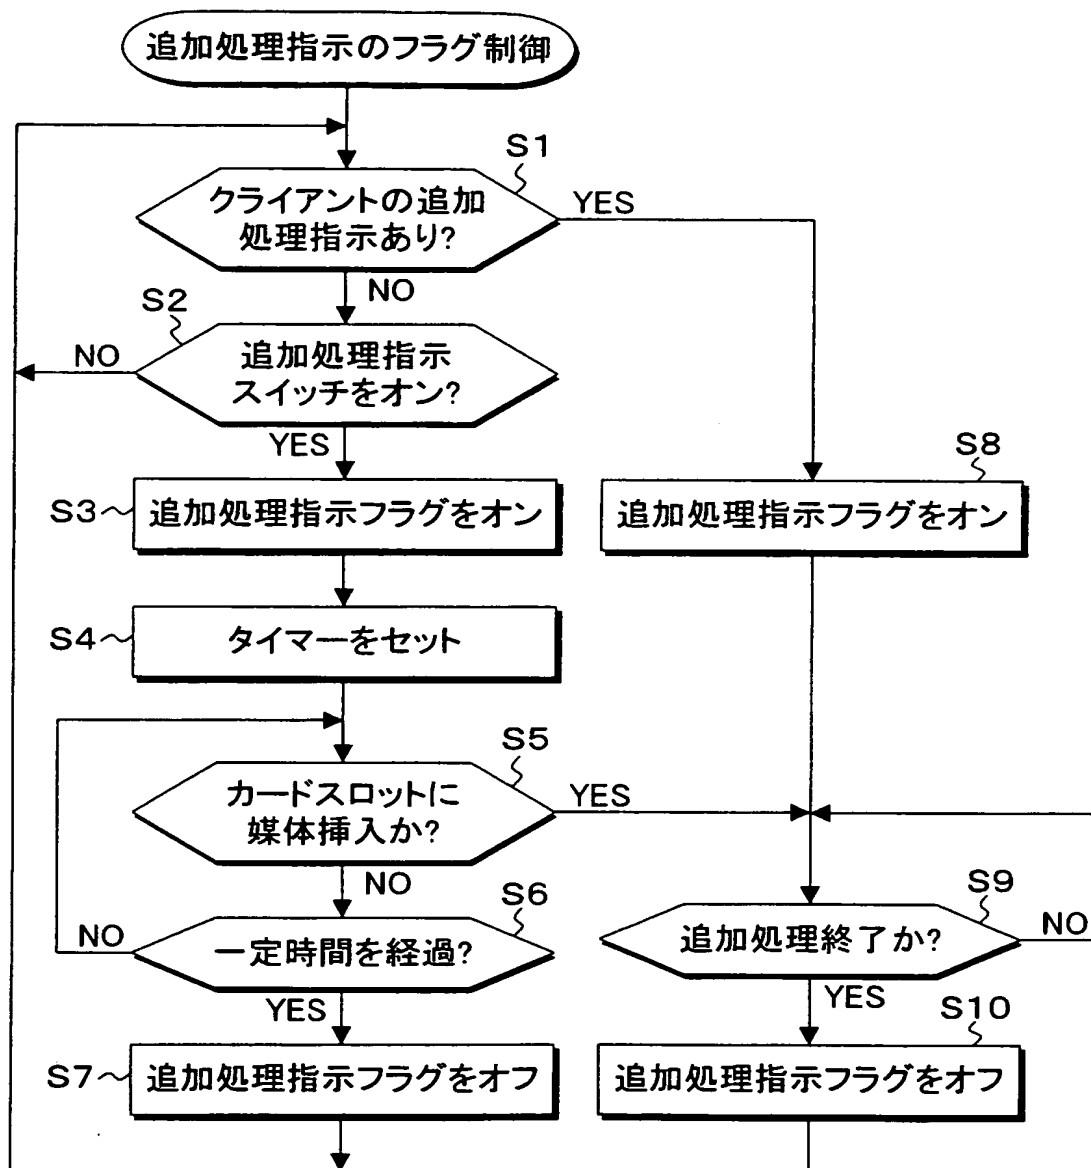 追加処理指示のフラグ制御
S1
クライアントの追加
処理指示あり?
YES
NO
S2
追加処理指示
スイッチをオン?
NO
YES
S3
追加処理指示フラグをオン
S8
追加処理指示フラグをオン
S4
タイマーをセット
S5
カードスロットに
媒体挿入か?
YES
NO
S6
一定時間を経過?
NO
YES
S9
追加処理終了か?
NO
YES
S7
追加処理指示フラグをオフ
S10
追加処理指示フラグをオフ